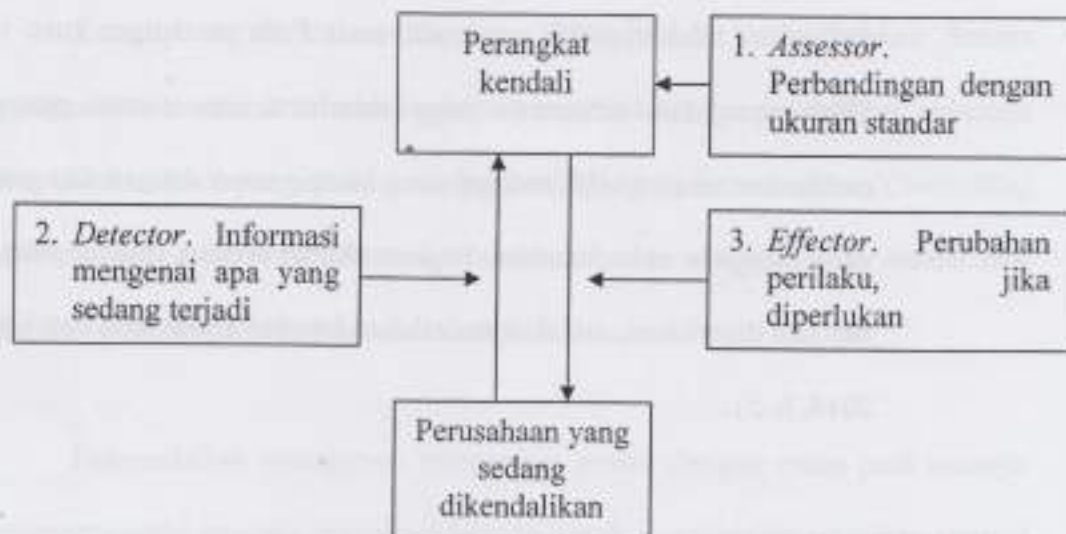 Perangkat
kendali
1. Assessor.
Perbandingan dengan
ukuran standar
2. Detector. Informasi
mengenai apa yang
sedang terjadi
3. Effector. Perubahan
perilaku, jika
diperlukan
Perusahaan yang
sedang
dikendalikan